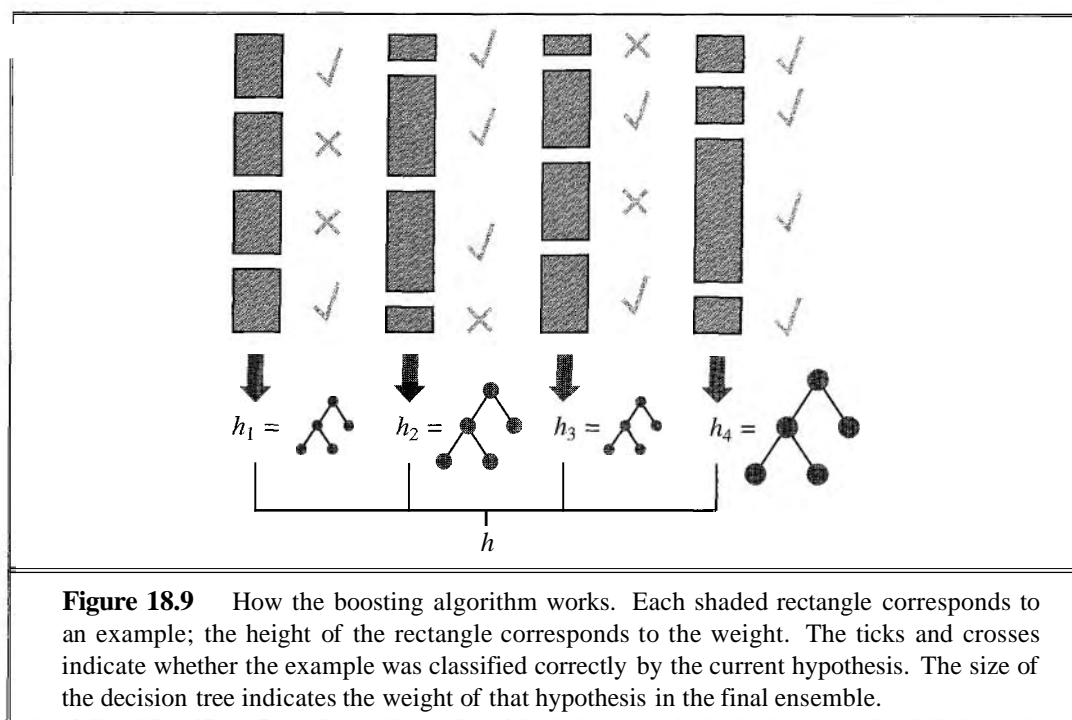 h1 = h2 = h3 = h4 =
h
Figure 18.9 How the boosting algorithm works. Each shaded rectangle corresponds to
an example; the height of the rectangle corresponds to the weight. The ticks and crosses
indicate whether the example was classified correctly by the current hypothesis. The size of
the decision tree indicates the weight of that hypothesis in the final ensemble.